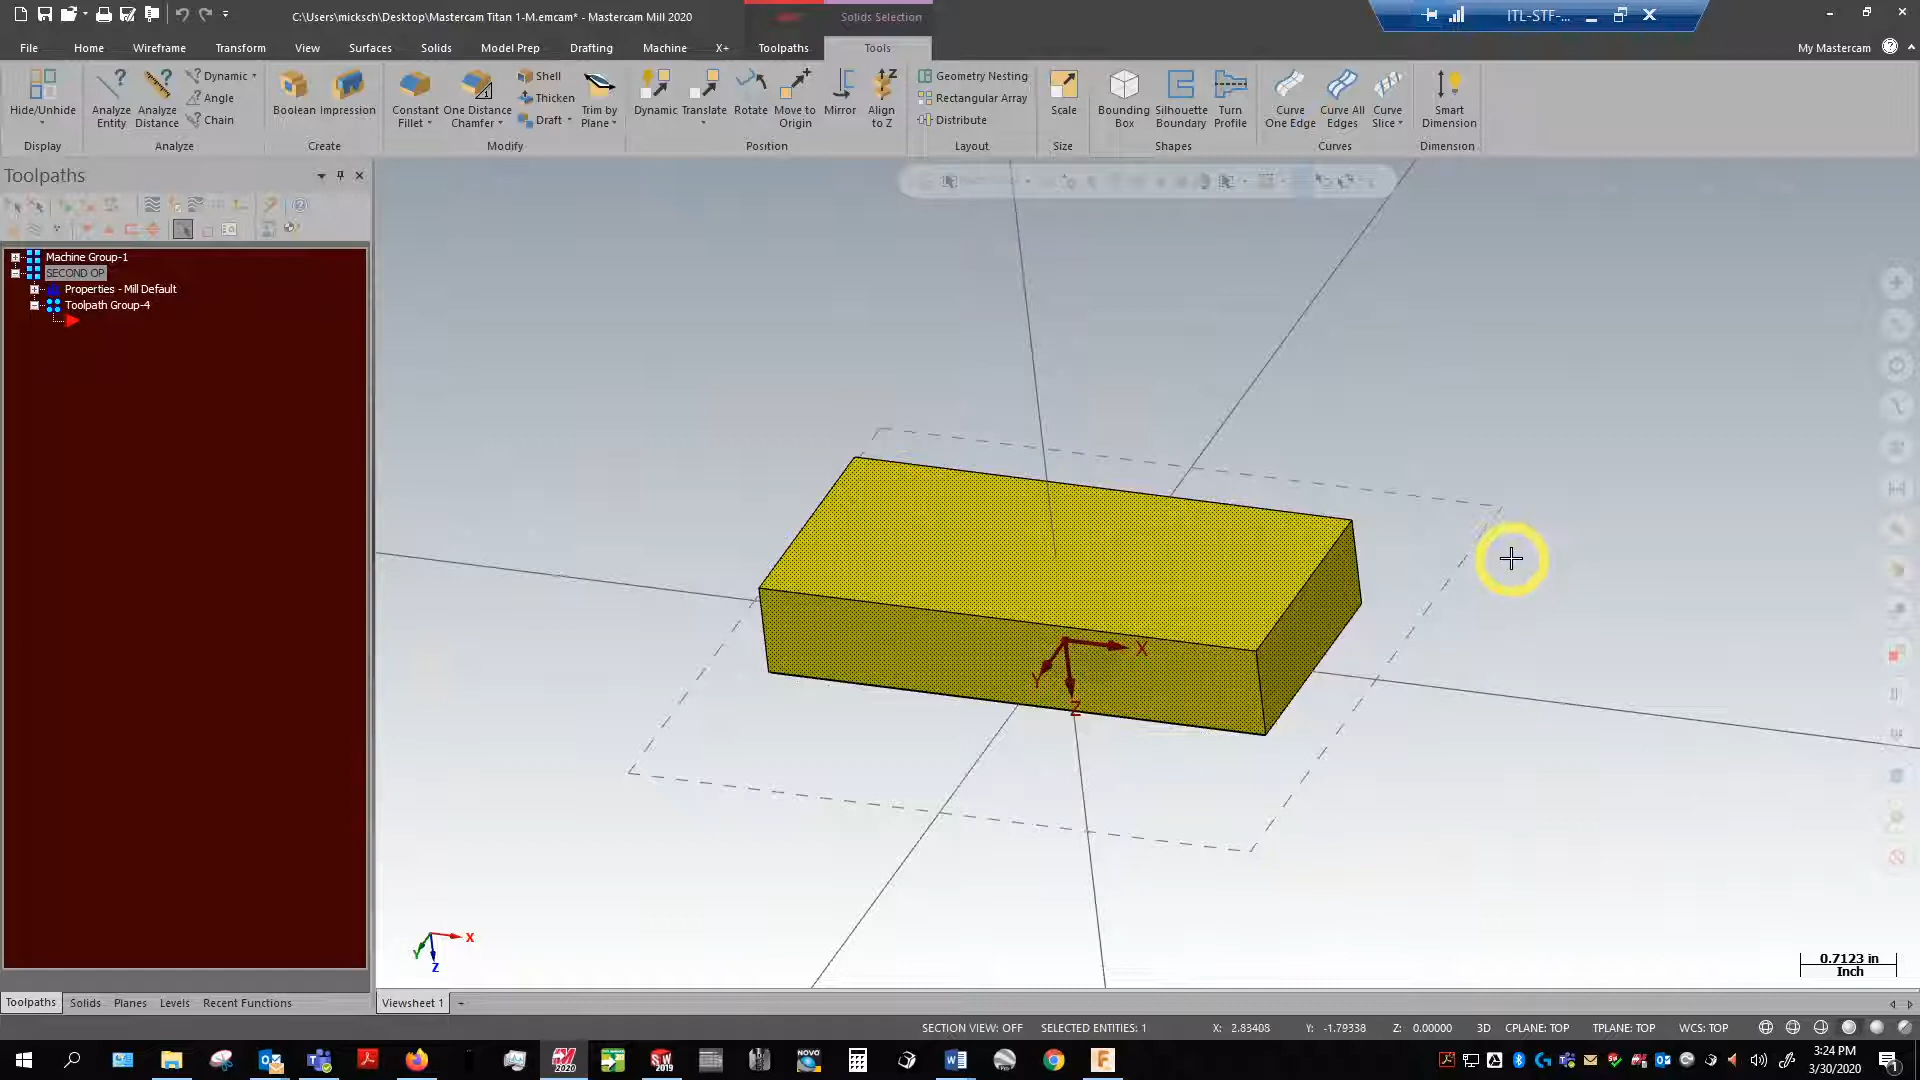 C:\Users\micksch\Desktop\Mastercam Titan 1-M.emcam* - Mastercam Mill 2020
Solids Selection
ITL-STF-...
File Home Wireframe Transform View Surfaces Solids Model Prep Drafting Machine X+ Toolpaths Tools My Mastercam
Hide/Unhide
Display
Analyze Entity
Analyze Distance
Dynamic
Angle
Chain
Analyze
Boolean
Impression
Create
Constant Fillet
One Distance Chamfer
Shell
Thicken
Draft
Trim by Plane
Modify
Dynamic
Translate
Rotate
Move to Origin
Mirror
Align to Z
Position
Geometry Nesting
Rectangular Array
Distribute
Layout
Scale
Size
Bounding Box
Silhouette Boundary
Turn Profile
Shapes
Curve One Edge
Curve All Edges
Curve Slice
Curves
Smart Dimension
Dimension
Toolpaths
Machine Group-1
SECOND OP
Properties - Mill Default
Toolpath Group-4
X
Y
Z
X
Y
Z
0.7123 in
Inch
Toolpaths Solids Planes Levels Recent Functions
Viewsheet 1 +
SECTION VIEW: OFF SELECTED ENTITIES: 1 X: 2.83408 Y: -1.79338 Z: 0.00000 3D CPLANE: TOP TPLANE: TOP WCS: TOP
2020
SW 2019
NOVO
3:24 PM
3/30/2020
1